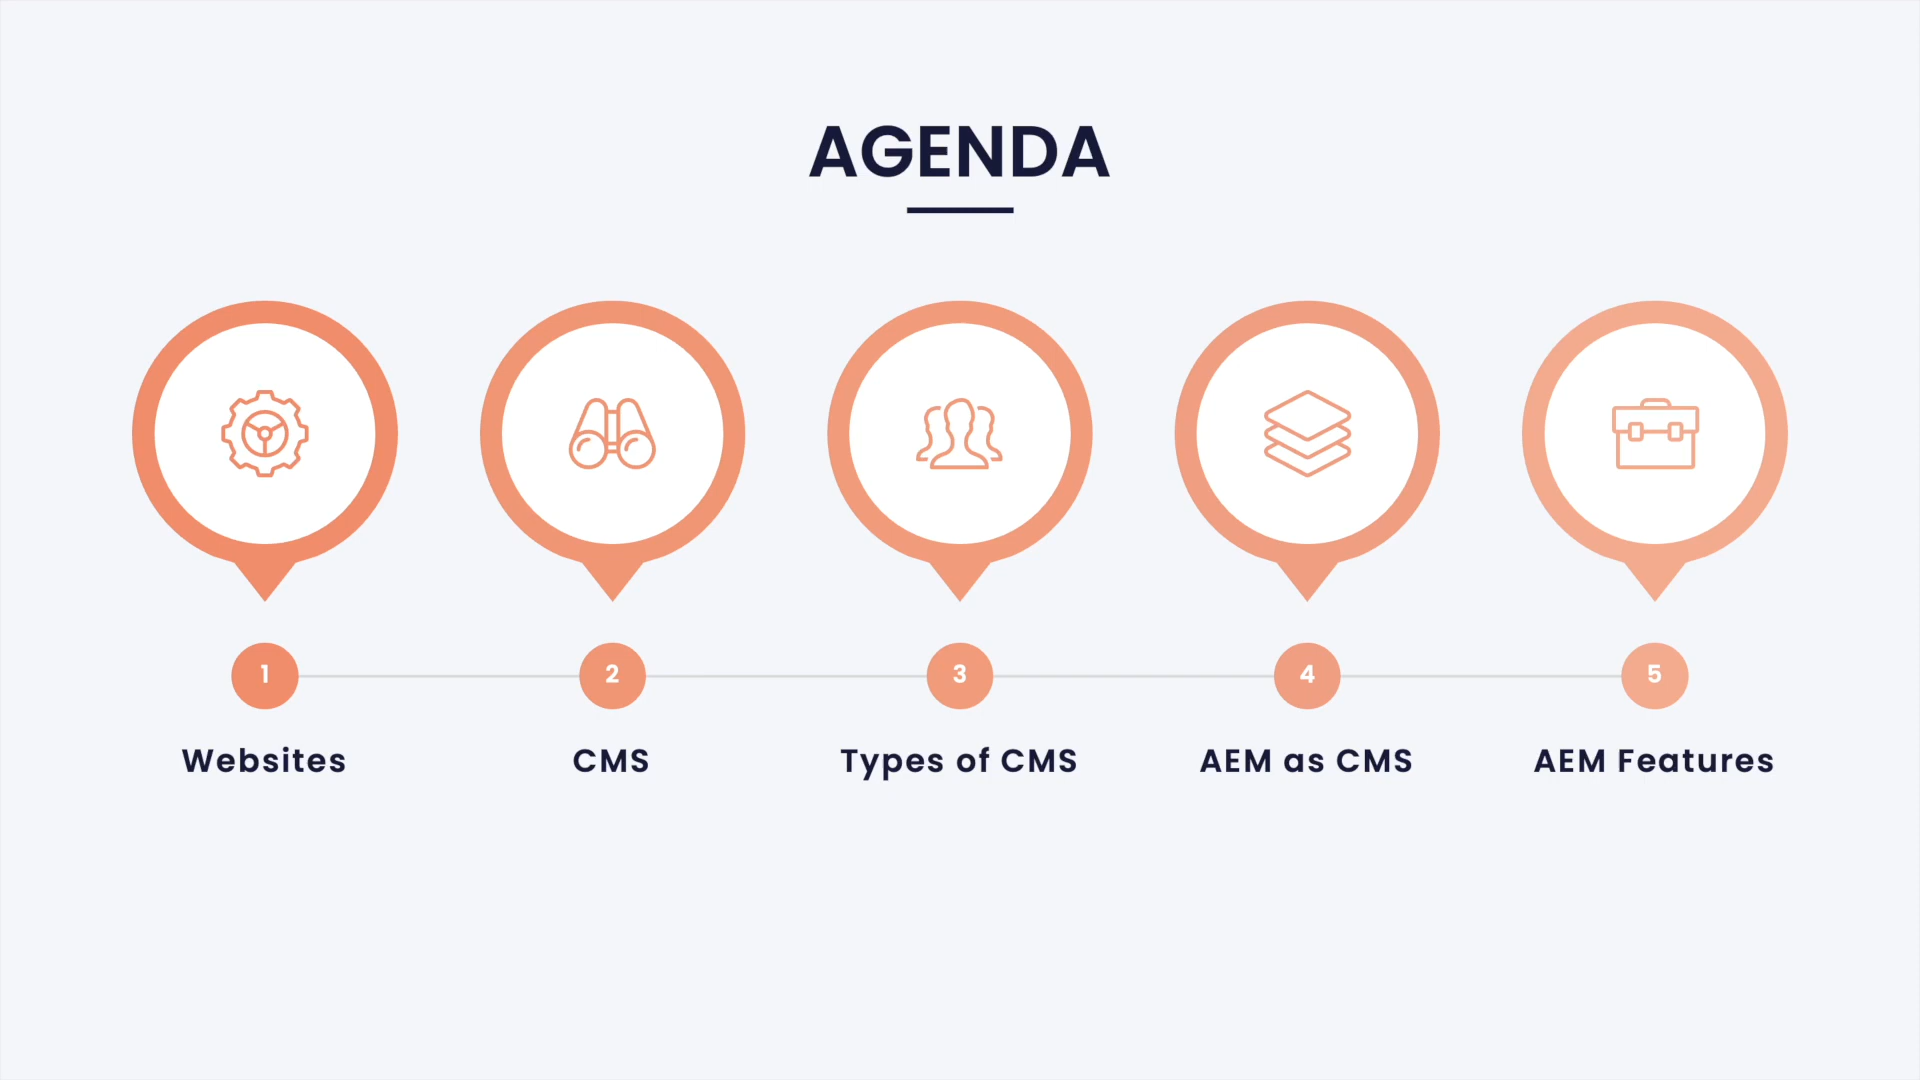 AGENDA
1
2
3
4
5
Websites
CMS
Types of CMS
AEM as CMS
AEM Features